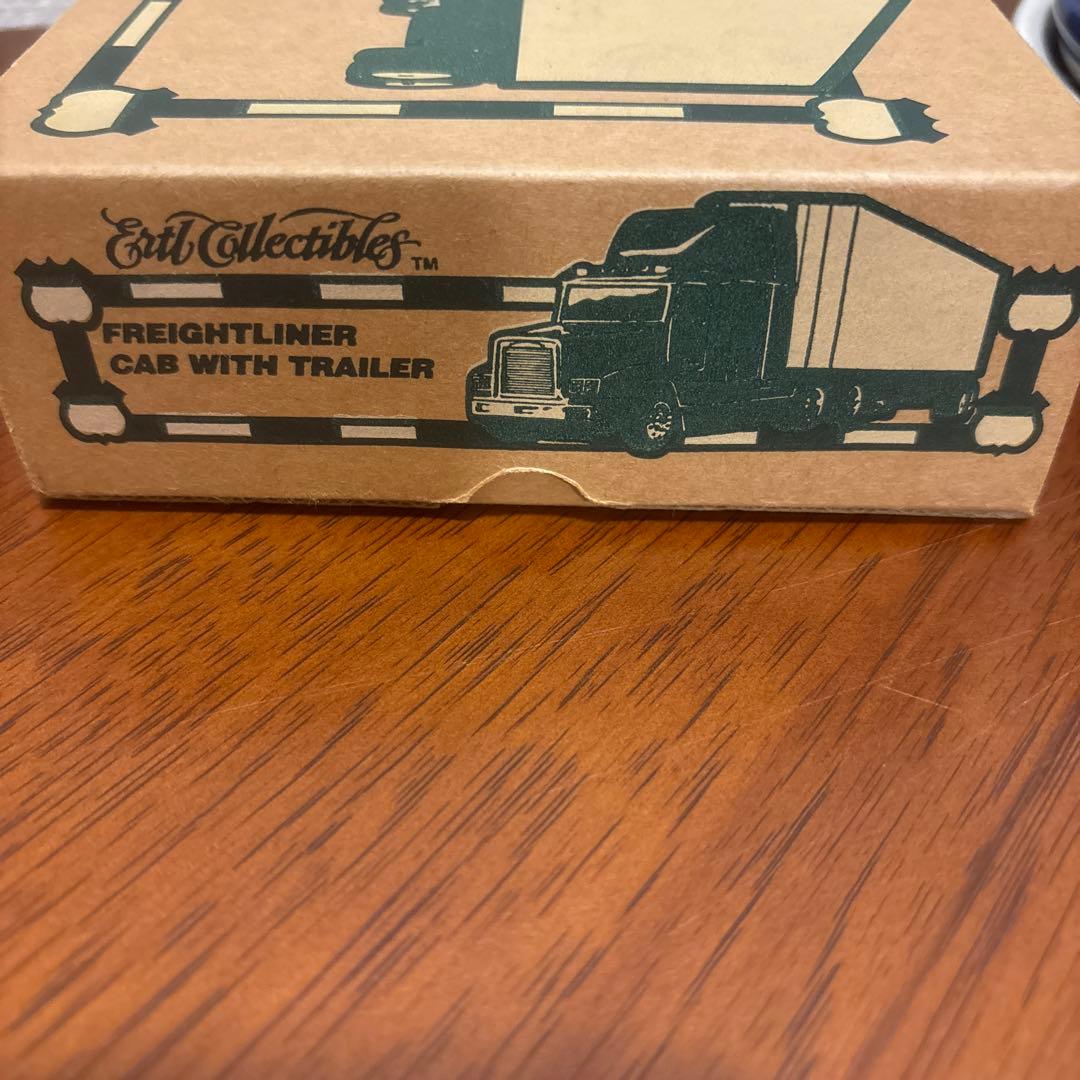 Ertl Collectibles TM
FREIGHTLINER
CAB WITH TRAILER